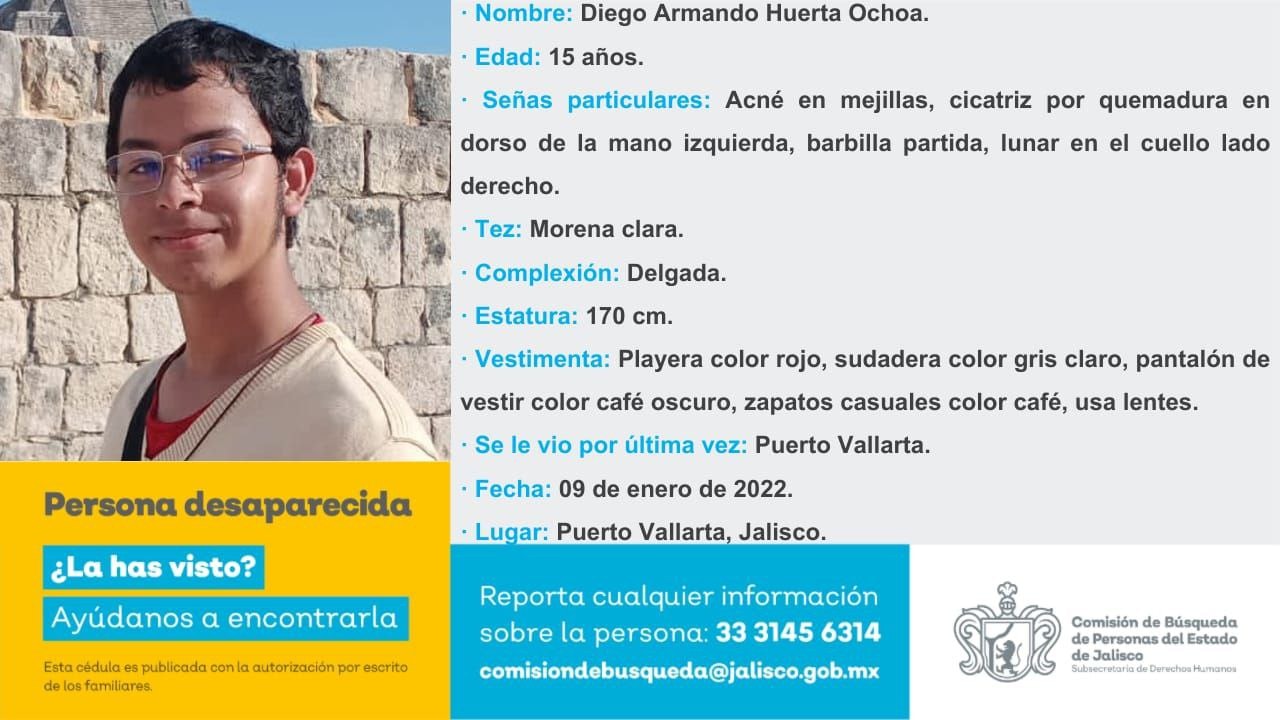 · Nombre: Diego Armando Huerta Ochoa.
· Edad: 15 años.
· Señas particulares: Acné en mejillas, cicatriz por quemadura en
dorso de la mano izquierda, barbilla partida, lunar en el cuello lado
derecho.
· Tez: Morena clara.
· Complexión: Delgada.
· Estatura: 170 cm.
· Vestimenta: Playera color rojo, sudadera color gris claro, pantalón de
vestir color café oscuro, zapatos casuales color café, usa lentes.
· Se le vio por última vez: Puerto Vallarta.
· Fecha: 09 de enero de 2022.
· Lugar: Puerto Vallarta, Jalisco.
Persona desaparecida
¿La has visto?
Ayúdanos a encontrarla
Esta cédula es publicada con la autorización por escrito
de los familiares.
Reporta cualquier información
sobre la persona: 33 3145 6314
comisiondebusqueda@jalisco.gob.mx
Comisión de Búsqueda
de Personas del Estado
de Jalisco
Subsecretaría de Derechos Humanos